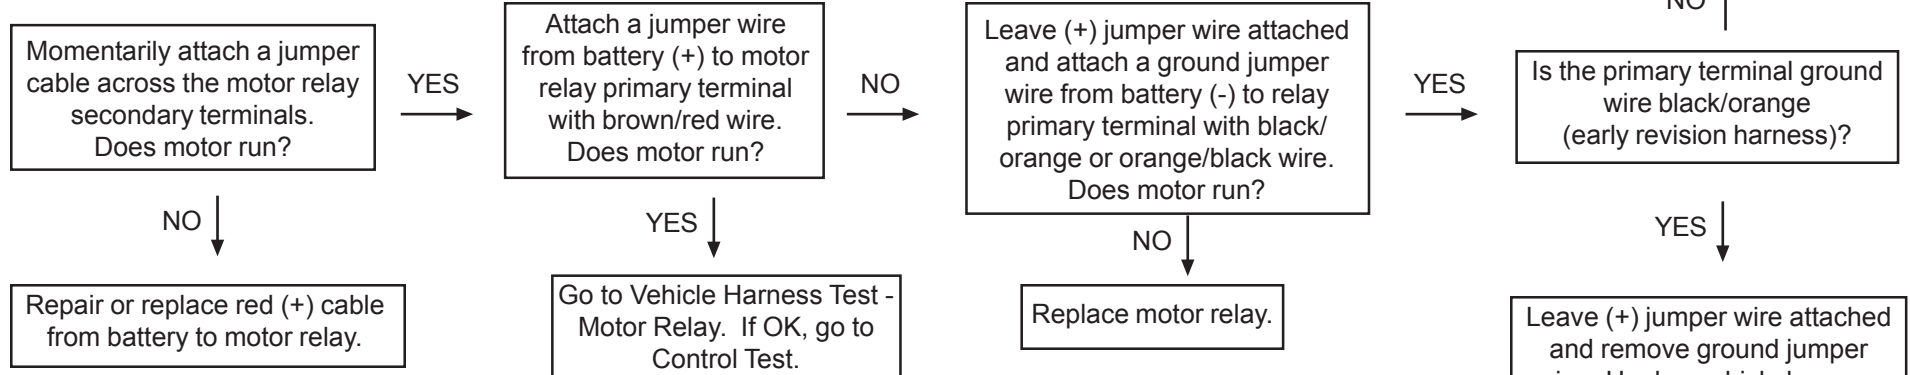 Momentarily attach a jumper
cable across the motor relay
secondary terminals.
Does motor run?
YES
Attach a jumper wire
from battery (+) to motor
relay primary terminal
with brown/red wire.
Does motor run?
NO
Leave (+) jumper wire attached
and attach a ground jumper
wire from battery (-) to relay
primary terminal with black/
orange or orange/black wire.
Does motor run?
YES
NO
Is the primary terminal ground
wire black/orange
(early revision harness)?
NO
Repair or replace red (+) cable
from battery to motor relay.
YES
Go to Vehicle Harness Test -
Motor Relay. If OK, go to
Control Test.
NO
Replace motor relay.
YES
Leave (+) jumper wire attached
and remove ground jumper